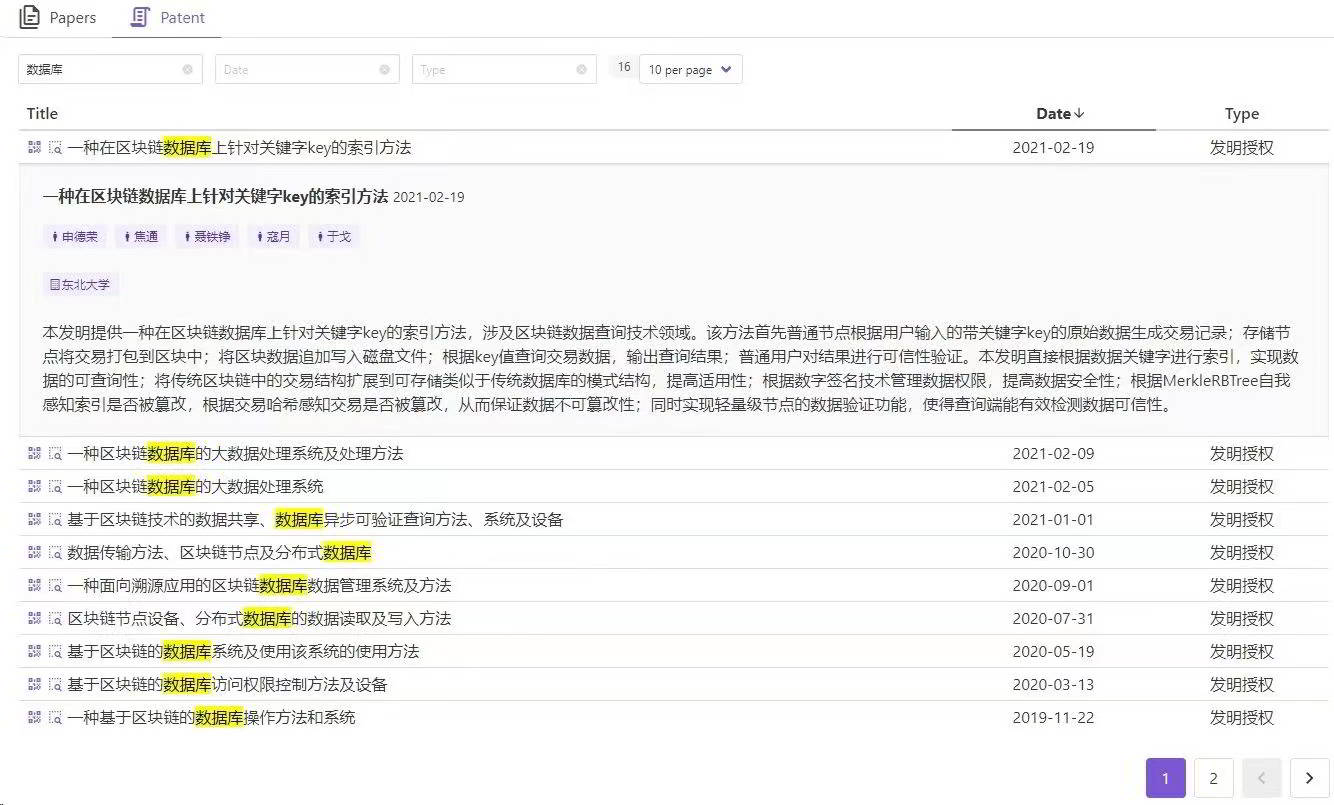 Papers Patent
数据库 Date Type 16 10 per page
Title Date↓ Type
一种在区块链数据库上针对关键字key的索引方法 2021-02-19 发明授权
一种在区块链数据库上针对关键字key的索引方法 2021-02-19
申德荣 焦通 聂铁铮 寇月 于戈
东北大学
本发明提供一种在区块链数据库上针对关键字key的索引方法，涉及区块链数据查询技术领域。该方法首先普通节点根据用户输入的带关键字key的原始数据生成交易记录；存储节
点将交易打包到区块中；将区块数据追加写入磁盘文件；根据key值查询交易数据，输出查询结果；普通用户对结果进行可信性验证。本发明直接根据数据关键字进行索引，实现数
据的可查询性；将传统区块链中的交易结构扩展到可存储类似于传统数据库的模式结构，提高适用性；根据数字签名技术管理数据权限，提高数据安全性；根据MerkleRBTree自我
感知索引是否被篡改，根据交易哈希感知交易是否被篡改，从而保证数据不可篡改性；同时实现轻量级节点的数据验证功能，使得查询端能有效检测数据可信性。
一种区块链数据库的大数据处理系统及处理方法 2021-02-09 发明授权
一种区块链数据库的大数据处理系统 2021-02-05 发明授权
基于区块链技术的数据共享、数据库异步可验证查询方法、系统及设备 2021-01-01 发明授权
数据传输方法、区块链节点及分布式数据库 2020-10-30 发明授权
一种面向溯源应用的区块链数据库数据管理系统及方法 2020-09-01 发明授权
区块链节点设备、分布式数据库的数据读取及写入方法 2020-07-31 发明授权
基于区块链的数据库系统及使用该系统的使用方法 2020-05-19 发明授权
基于区块链的数据库访问权限控制方法及设备 2020-03-13 发明授权
一种基于区块链的数据库操作方法和系统 2019-11-22 发明授权
1 2